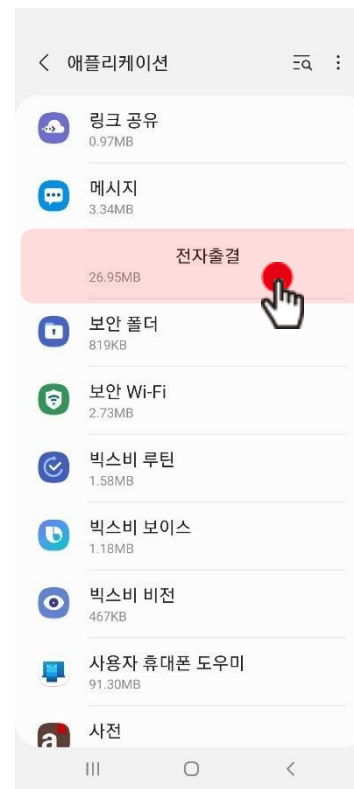 애플리케이션
링크 공유
0.97MB
메시지
3.34MB
전자출결
26.95MB
보안 폴더
819KB
보안 Wi-Fi
2.73MB
빅스비 루틴
1.58MB
빅스비 보이스
1.18MB
빅스비 비전
467KB
사용자 휴대폰 도우미
91.30MB
a
사전